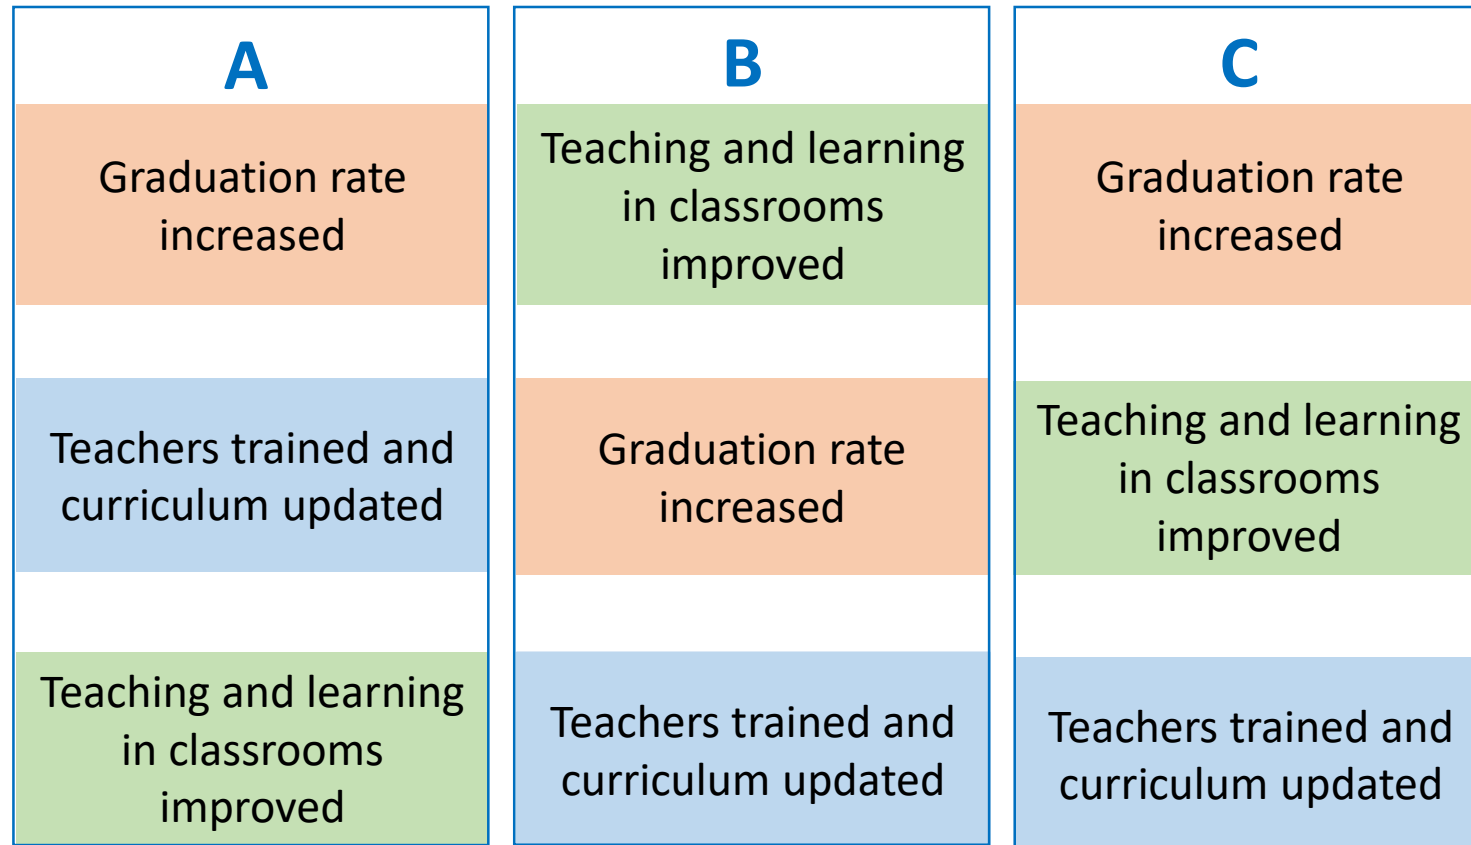 A
Graduation rate
increased
Teachers trained and
curriculum updated
Teaching and learning
in classrooms
improved
B
Teaching and learning
in classrooms
improved
Graduation rate
increased
Teachers trained and
curriculum updated
C
Graduation rate
increased
Teaching and learning
in classrooms
improved
Teachers trained and
curriculum updated